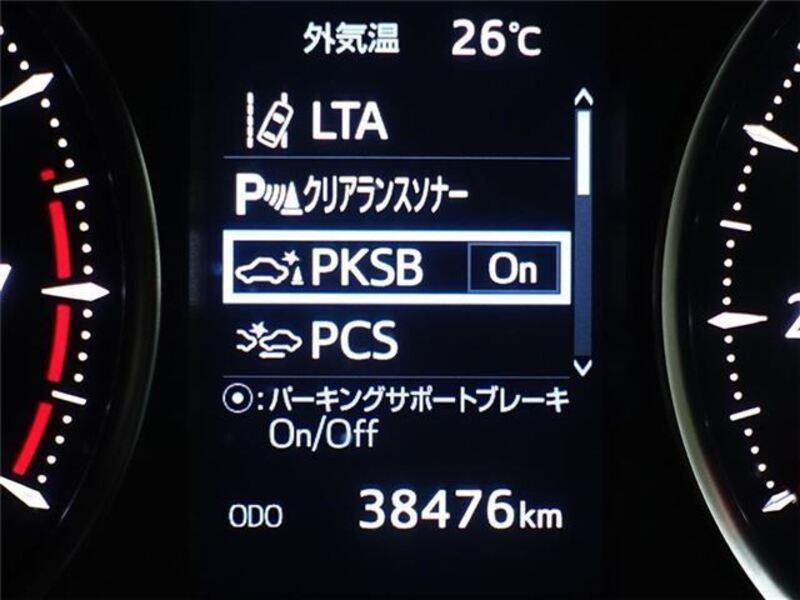 外気温 26℃
LTA
P クリアランスソナー
PKSB On
PCS
⦿:パーキングサポートブレーキ
On/Off
ODO 38476km